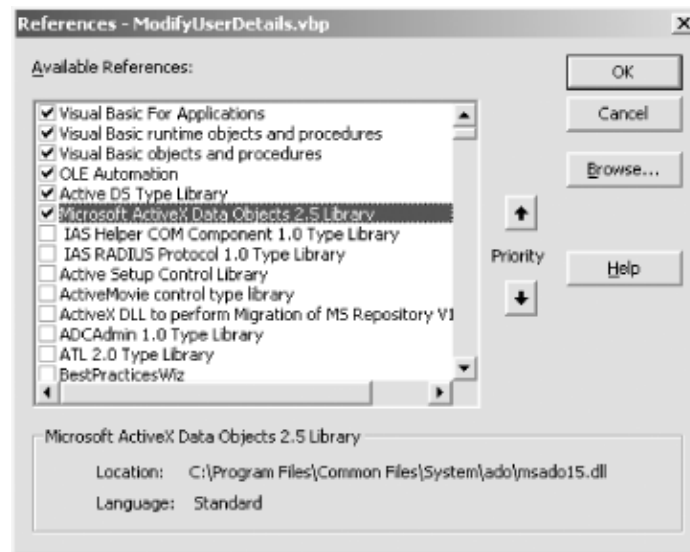 References - ModifyUserDetails.vbp
Available References:
OK
Cancel
Browse...
Help
Visual Basic For Applications
Visual Basic runtime objects and procedures
Visual Basic objects and procedures
OLE Automation
Active DS Type Library
Microsoft ActiveX Data Objects 2.5 Library
IAS Helper COM Component 1.0 Type Library
IAS RADIUS Protocol 1.0 Type Library
Active Setup Control Library
ActiveMovie control type library
ActiveX DLL to perform Migration of MS Repository V1
ADCAdmin 1.0 Type Library
ATL 2.0 Type Library
BestPracticesWiz
Priority
Microsoft ActiveX Data Objects 2.5 Library
Location: C:\Program Files\Common Files\System\ado\msado15.dll
Language: Standard